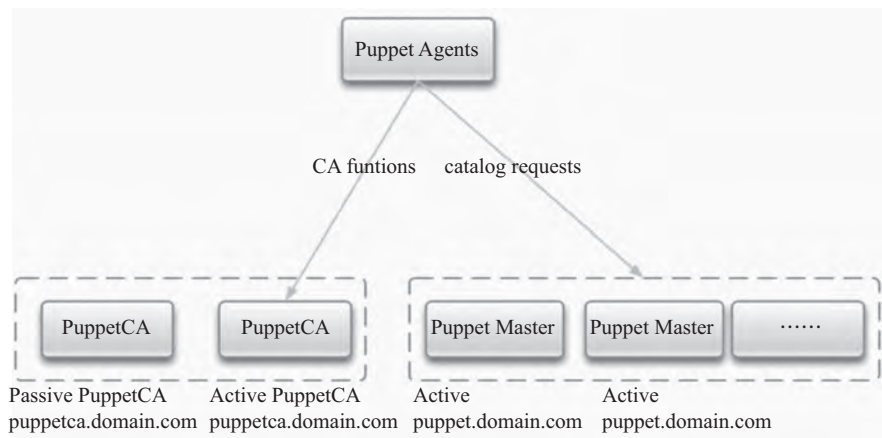 Puppet Agents
CA funtions
catalog requests
PuppetCA
PuppetCA
Puppet Master
Puppet Master
······
Passive PuppetCA
puppetca.domain.com
Active PuppetCA
puppetca.domain.com
Active
puppet.domain.com
Active
puppet.domain.com